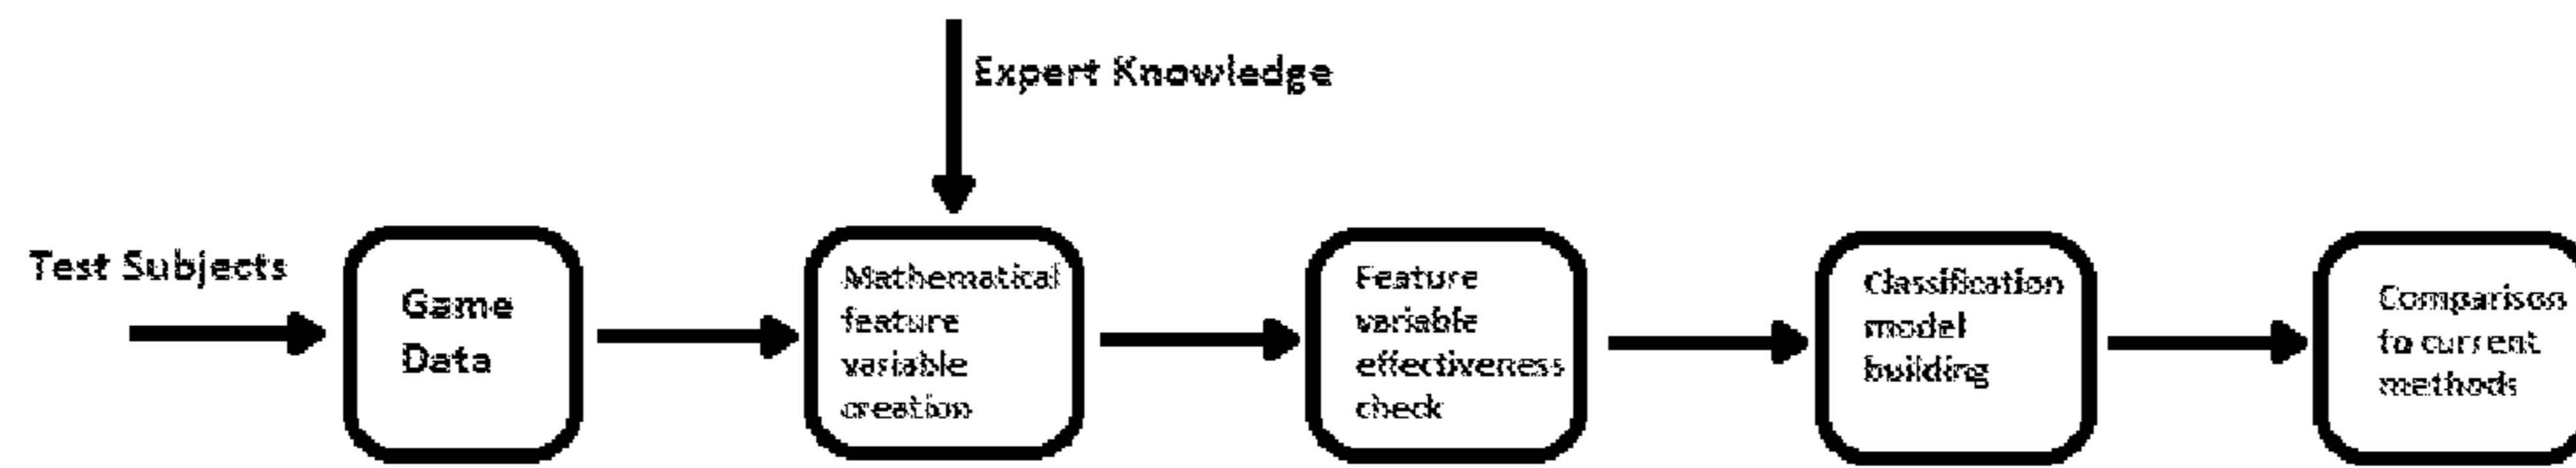 Expert Knowledge
Test Subjects
Game
Data
Mathematical
feature
variable
creation
Feature
variable
effectiveness
check
Classification
model
building
Comparison
to current
methods